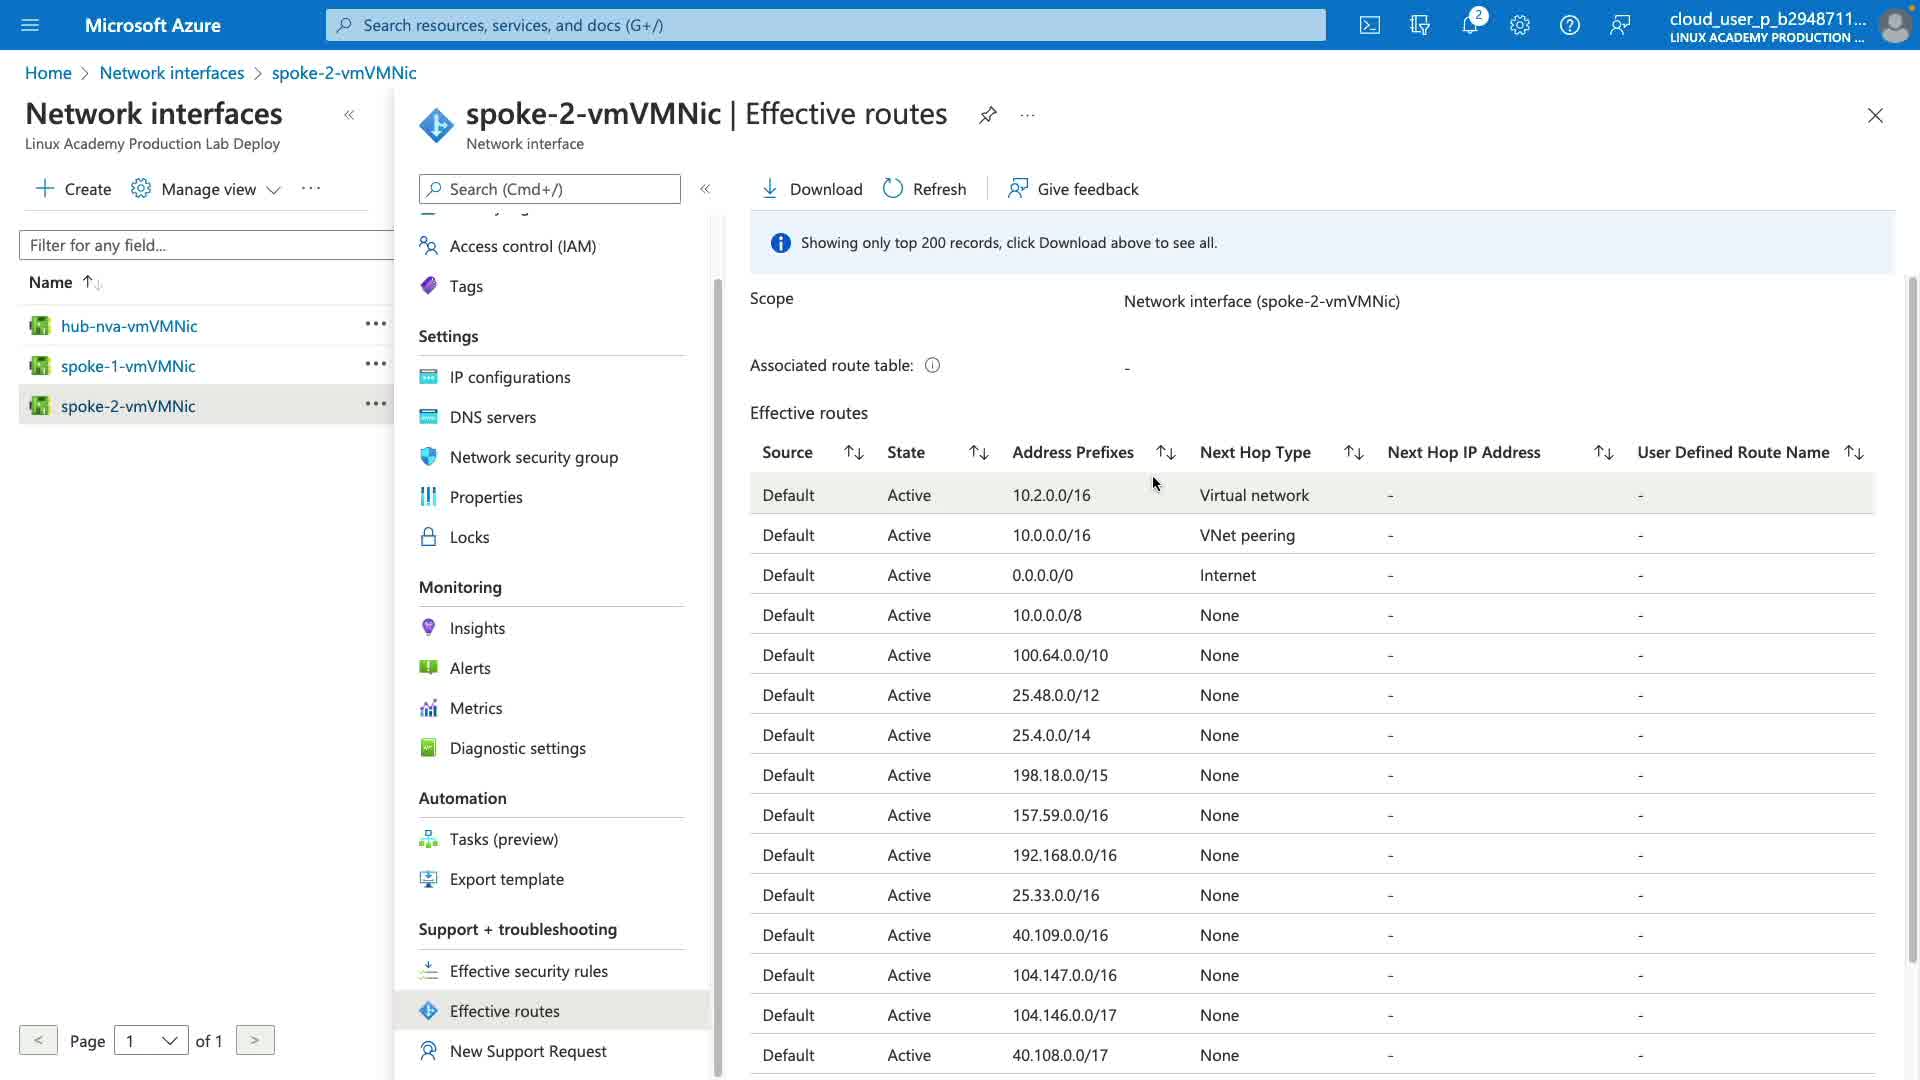 Microsoft Azure
Search resources, services, and docs (G+/)
2
cloud_user_p_b2948711...
LINUX ACADEMY PRODUCTION ...
Home > Network interfaces > spoke-2-vmVMNic
Network interfaces
«
Linux Academy Production Lab Deploy
+ Create
Manage view
...
Filter for any field...
Name
hub-nva-vmVMNic
...
spoke-1-vmVMNic
...
spoke-2-vmVMNic
...
< Page 1 of 1 >
spoke-2-vmVMNic | Effective routes
...
Network interface
Search (Cmd+/)
«
Access control (IAM)
Tags
Settings
IP configurations
DNS servers
Network security group
Properties
Locks
Monitoring
Insights
Alerts
Metrics
Diagnostic settings
Automation
Tasks (preview)
Export template
Support + troubleshooting
Effective security rules
Effective routes
New Support Request
Download
Refresh
Give feedback
Showing only top 200 records, click Download above to see all.
Scope Network interface (spoke-2-vmVMNic)
Associated route table: -
Effective routes
Source State Address Prefixes Next Hop Type Next Hop IP Address User Defined Route Name
Default Active 10.2.0.0/16 Virtual network - -
Default Active 10.0.0.0/16 VNet peering - -
Default Active 0.0.0.0/0 Internet - -
Default Active 10.0.0.0/8 None - -
Default Active 100.64.0.0/10 None - -
Default Active 25.48.0.0/12 None - -
Default Active 25.4.0.0/14 None - -
Default Active 198.18.0.0/15 None - -
Default Active 157.59.0.0/16 None - -
Default Active 192.168.0.0/16 None - -
Default Active 25.33.0.0/16 None - -
Default Active 40.109.0.0/16 None - -
Default Active 104.147.0.0/16 None - -
Default Active 104.146.0.0/17 None - -
Default Active 40.108.0.0/17 None - -